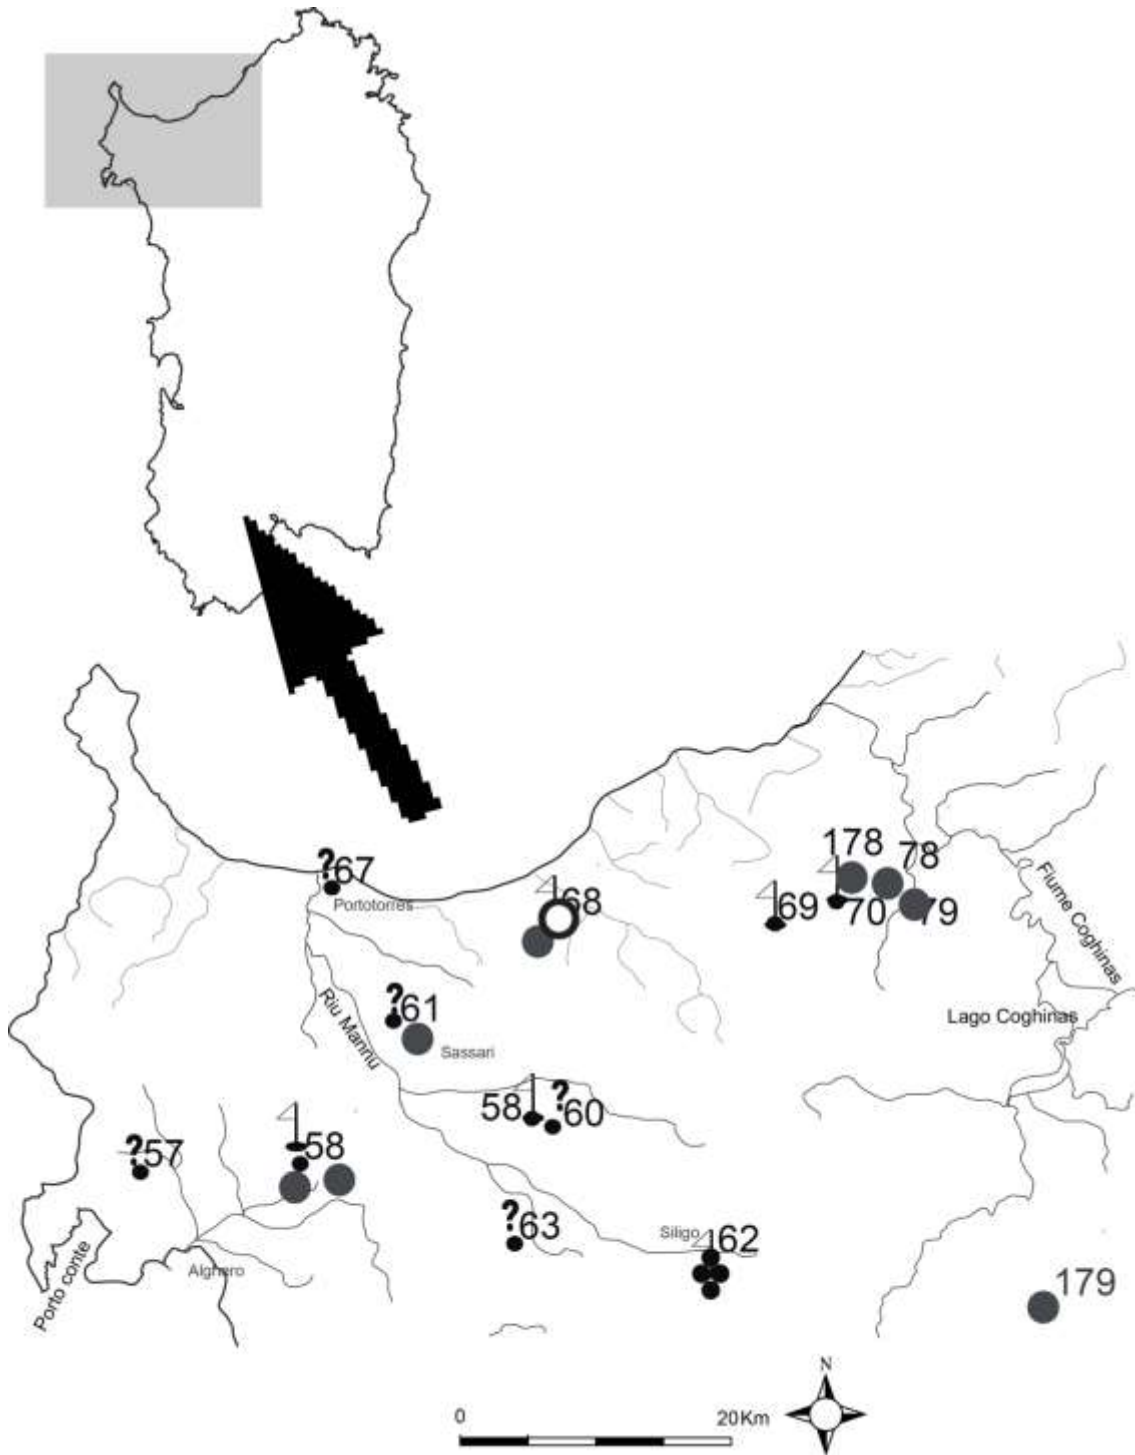 ?67
Portotorres
68
178
78
69
70
79
Fiume Coghinas
?61
Sassari
Riu Mannu
Lago Coghinas
58
?60
?57
58
?63
Siligo
62
Porto conte
Alghero
179
N
0
20Km